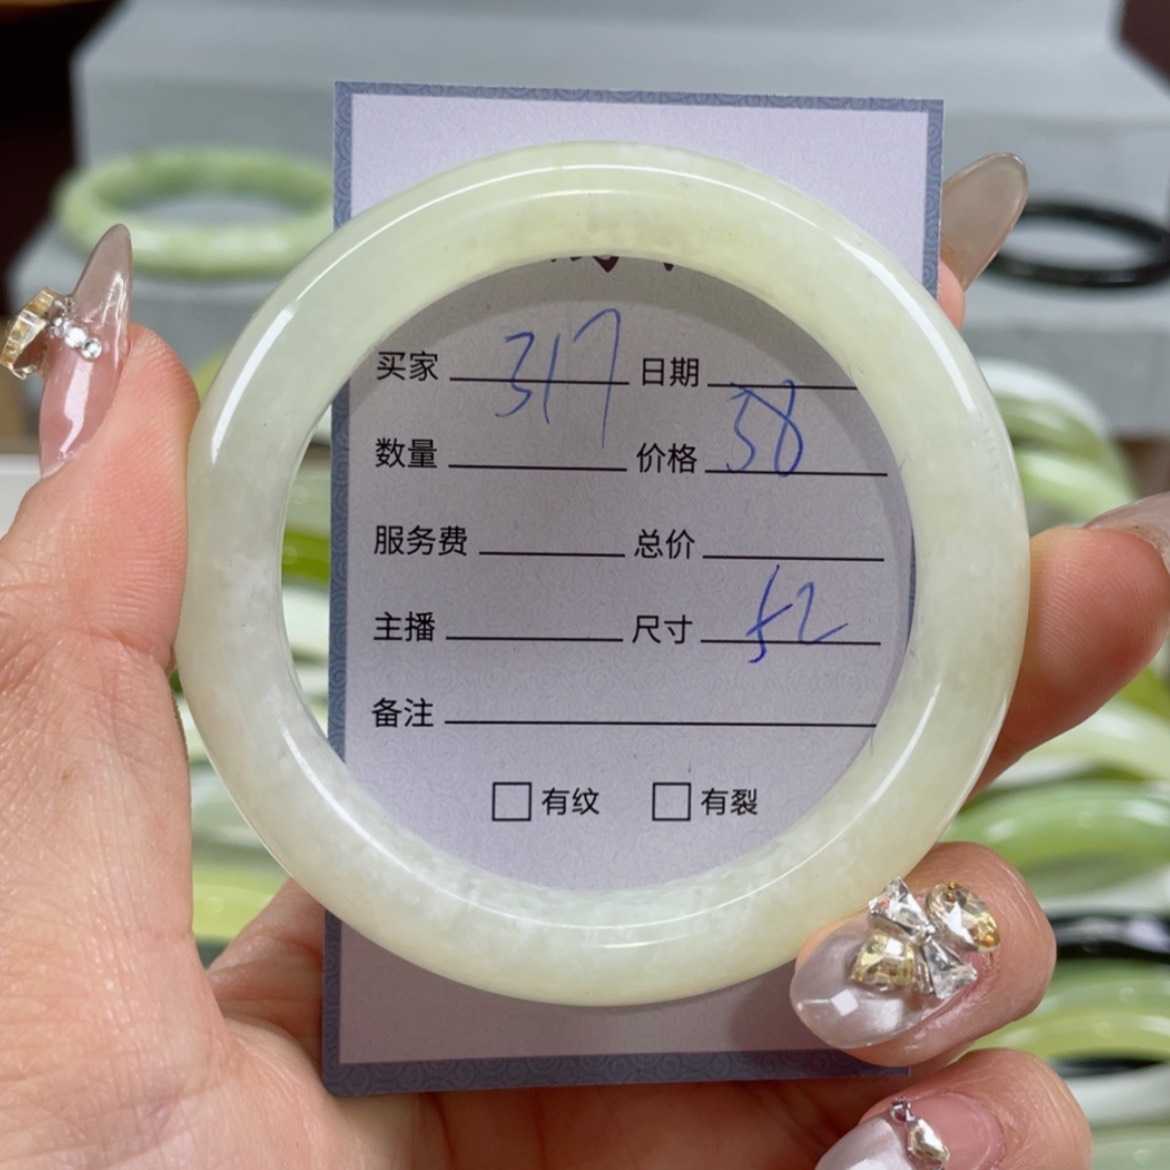 买家 317 日期
数量 价格 58
服务费 总价
主播 尺寸 52
备注
有纹 有裂